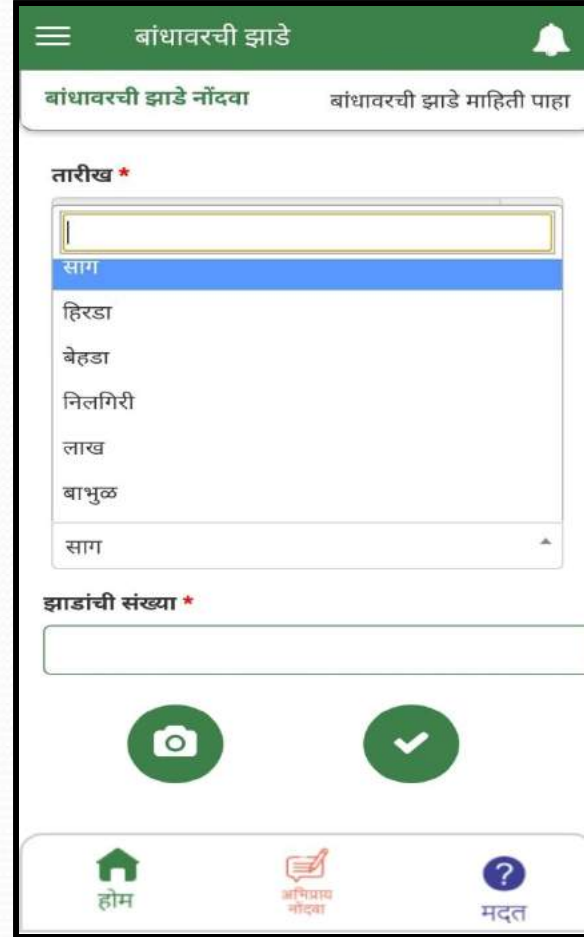 बांधावरची झाडे
बांधावरची झाडे नोंदवा बांधावरची झाडे माहिती पाहा
तारीख *
साग
हिरडा
बेहडा
निलगिरी
लाख
बाभुळ
साग
झाडांची संख्या *
होम
अभिप्राय
नोंदवा
? मदत